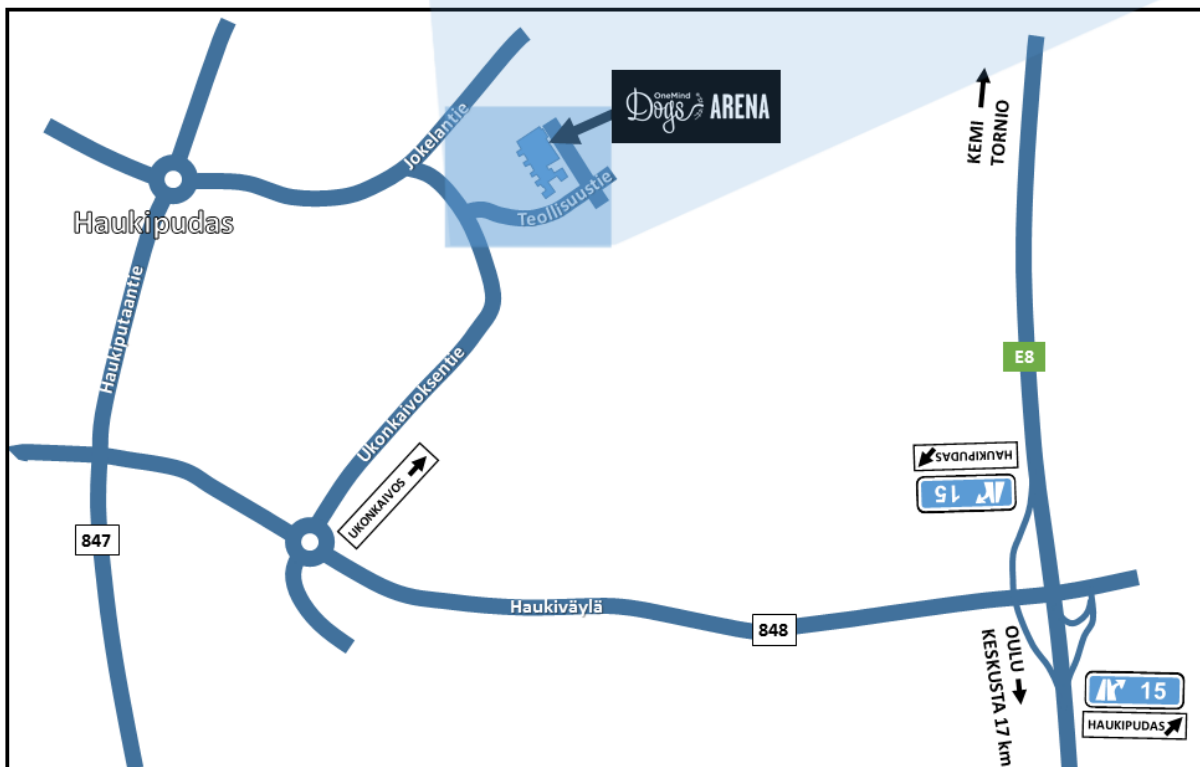 OneMind
Dogs ARENA
Jokelantie
KEMI
TORNIO
Teollisuustie
Haukipudas
Haukiputaantie
E8
Ukonkaivoksentie
HAUKIPUDAS
15
UKONKAIVOS
847
Haukiväylä
848
OULU
KESKUSTA 17 km
15
HAUKIPUDAS